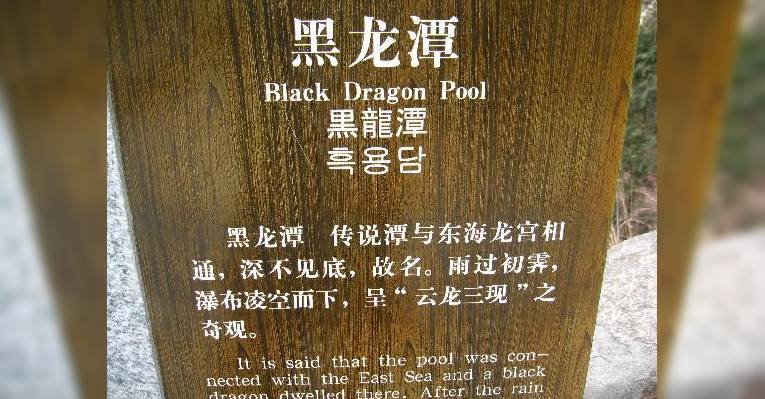 黑龙潭
Black Dragon Pool
黒龍潭
흑용담
黑龙潭 传说潭与东海龙宫相
通，深不见底，故名。雨过初霁，
瀑布凌空而下，呈“云龙三现”之
奇观。
It is said that the pool was con-
nected with the East Sea and a black
dragon dwelled there. After the rain